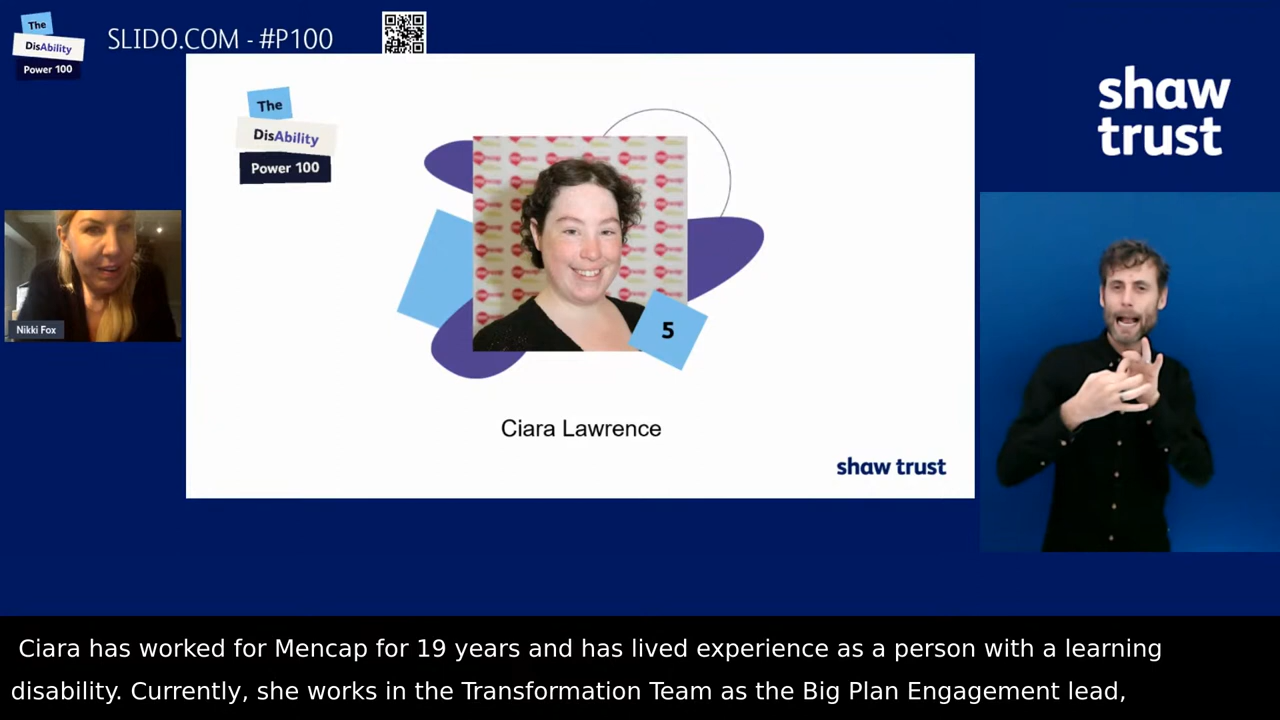 The
DisAbility
Power 100
SLIDO.COM - #P100
shaw
trust
The
DisAbility
Power 100
5
Nikki Fox
Ciara Lawrence
shaw trust
Ciara has worked for Mencap for 19 years and has lived experience as a person with a learning
disability. Currently, she works in the Transformation Team as the Big Plan Engagement lead,